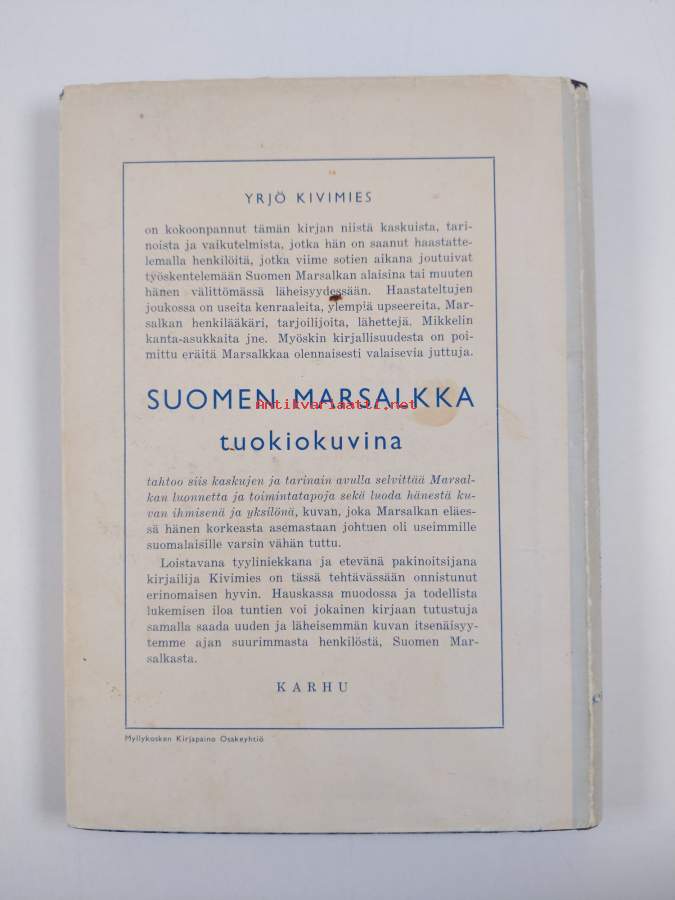 YRJÖ KIVIMIES
on kokoonpannut tämän kirjan niistä kaskuista, tari-
noista ja vaikutelmista, jotka hän on saanut haastatte-
lemalla henkilöitä, jotka viime sotien aikana joutuivat
työskentelemään Suomen Marsalkan alaisina tai muuten
hänen välittömässä läheisyydessään. Haastateltujen
joukossa on useita kenraaleita, ylempiä upseereita, Mar-
salkan henkilääkäri, tarjoilijoita, lähettejä. Mikkelin
kanta-asukkaita jne. Myöskin kirjallisuudesta on poi-
mittu eräitä Marsalkkaa olennaisesti valaisevia juttuja.
SUOMEN MARSALKKA
Antikvariaatti.net
tuokiokuvina
tahtoo siis kaskujen ja tarinain avulla selvittää Marsal-
kan luonnetta ja toimintatapoja sekä luoda hänestä ku-
van ihmisenä ja yksilönä, kuvan, joka Marsalkan eläes-
sä hänen korkeasta asemastaan johtuen oli useimmille
suomalaisille varsin vähän tuttu.
Loistavana tyyliniekkana ja etevänä pakinoitsijana
kirjailija Kivimies on tässä tehtävässään onnistunut
erinomaisen hyvin. Hauskassa muodossa ja todellista
lukemisen iloa tuntien voi jokainen kirjaan tutustuja
samalla saada uuden ja läheisemmän kuvan itsenäisyy-
temme ajan suurimmasta henkilöstä, Suomen Mar-
salkasta.
KARHU
Myllykosken Kirjapaino Osakeyhtiö